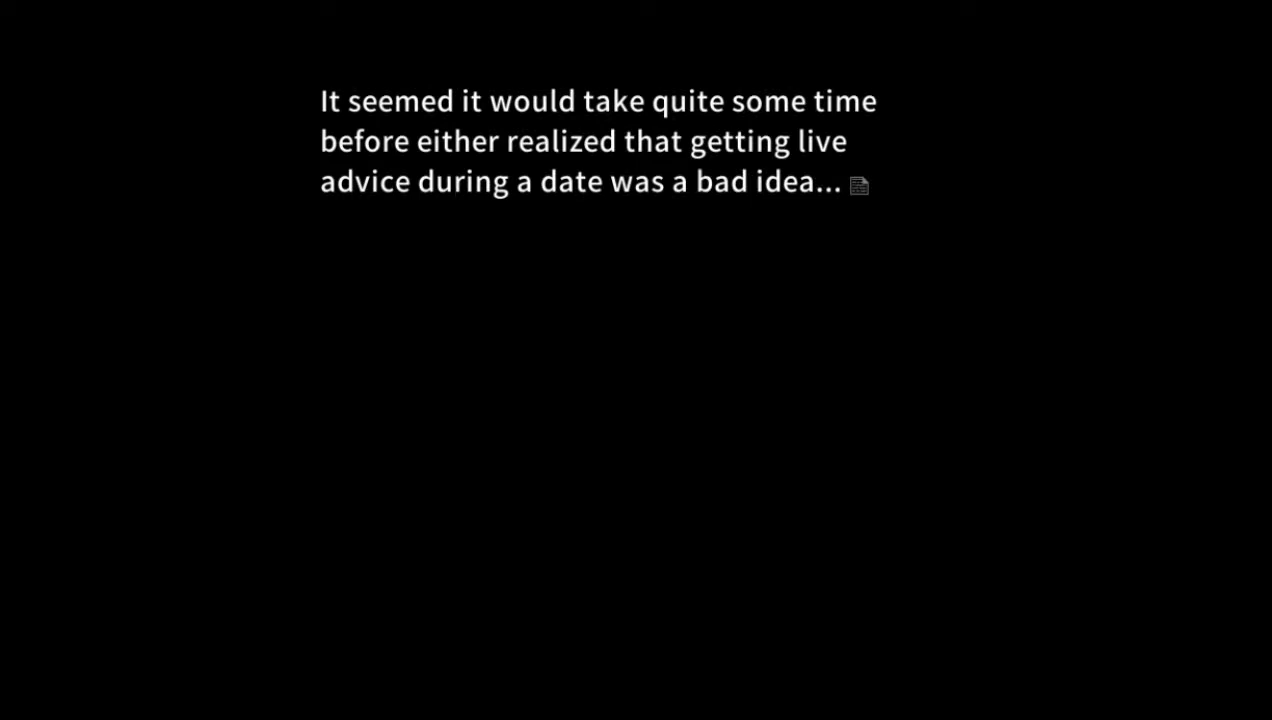 It seemed it would take quite some time
before either realized that getting live
advice during a date was a bad idea...